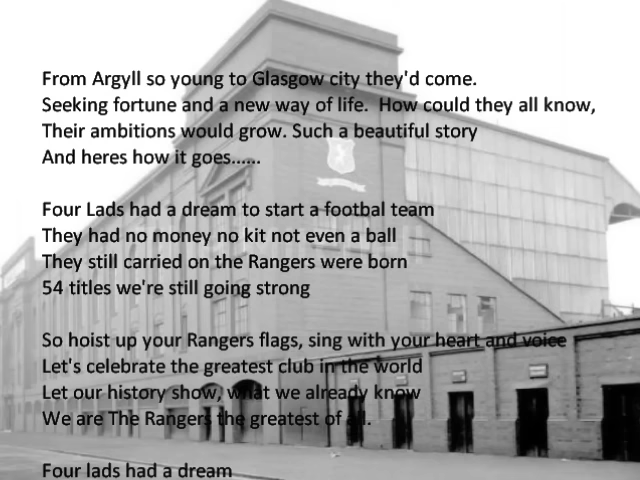 From Argyll so young to Glasgow city they'd come.
Seeking fortune and a new way of life.  How could they all know,
Their ambitions would grow. Such a beautiful story
And heres how it goes......
Four Lads had a dream to start a footbal team
They had no money no kit not even a ball
They still carried on the Rangers were born
54 titles we're still going strong
So hoist up your Rangers flags, sing with your heart and voice
Let's celebrate the greatest club in the world
Let our history show, what we already know
We are The Rangers the greatest of all.
Four lads had a dream